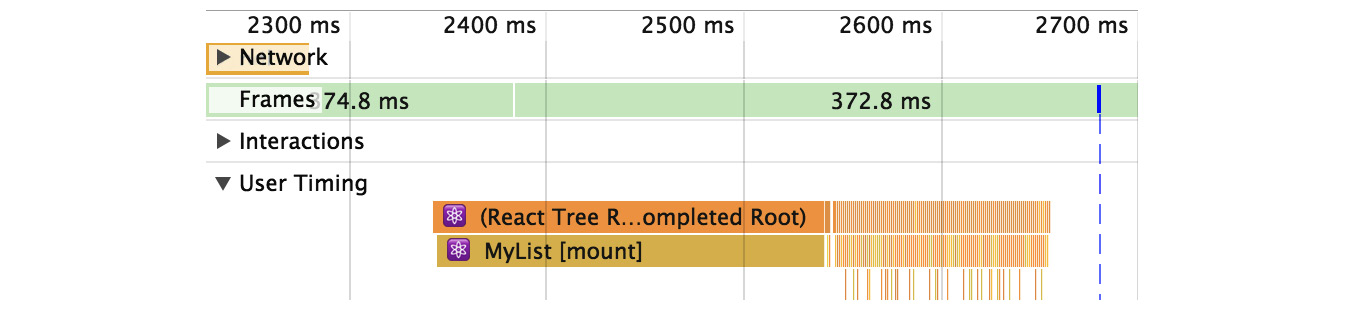 2300 ms 2400 ms 2500 ms 2600 ms 2700 ms
Network
Frames 374.8 ms 372.8 ms
Interactions
User Timing
(React Tree R...ompleted Root)
MyList [mount]